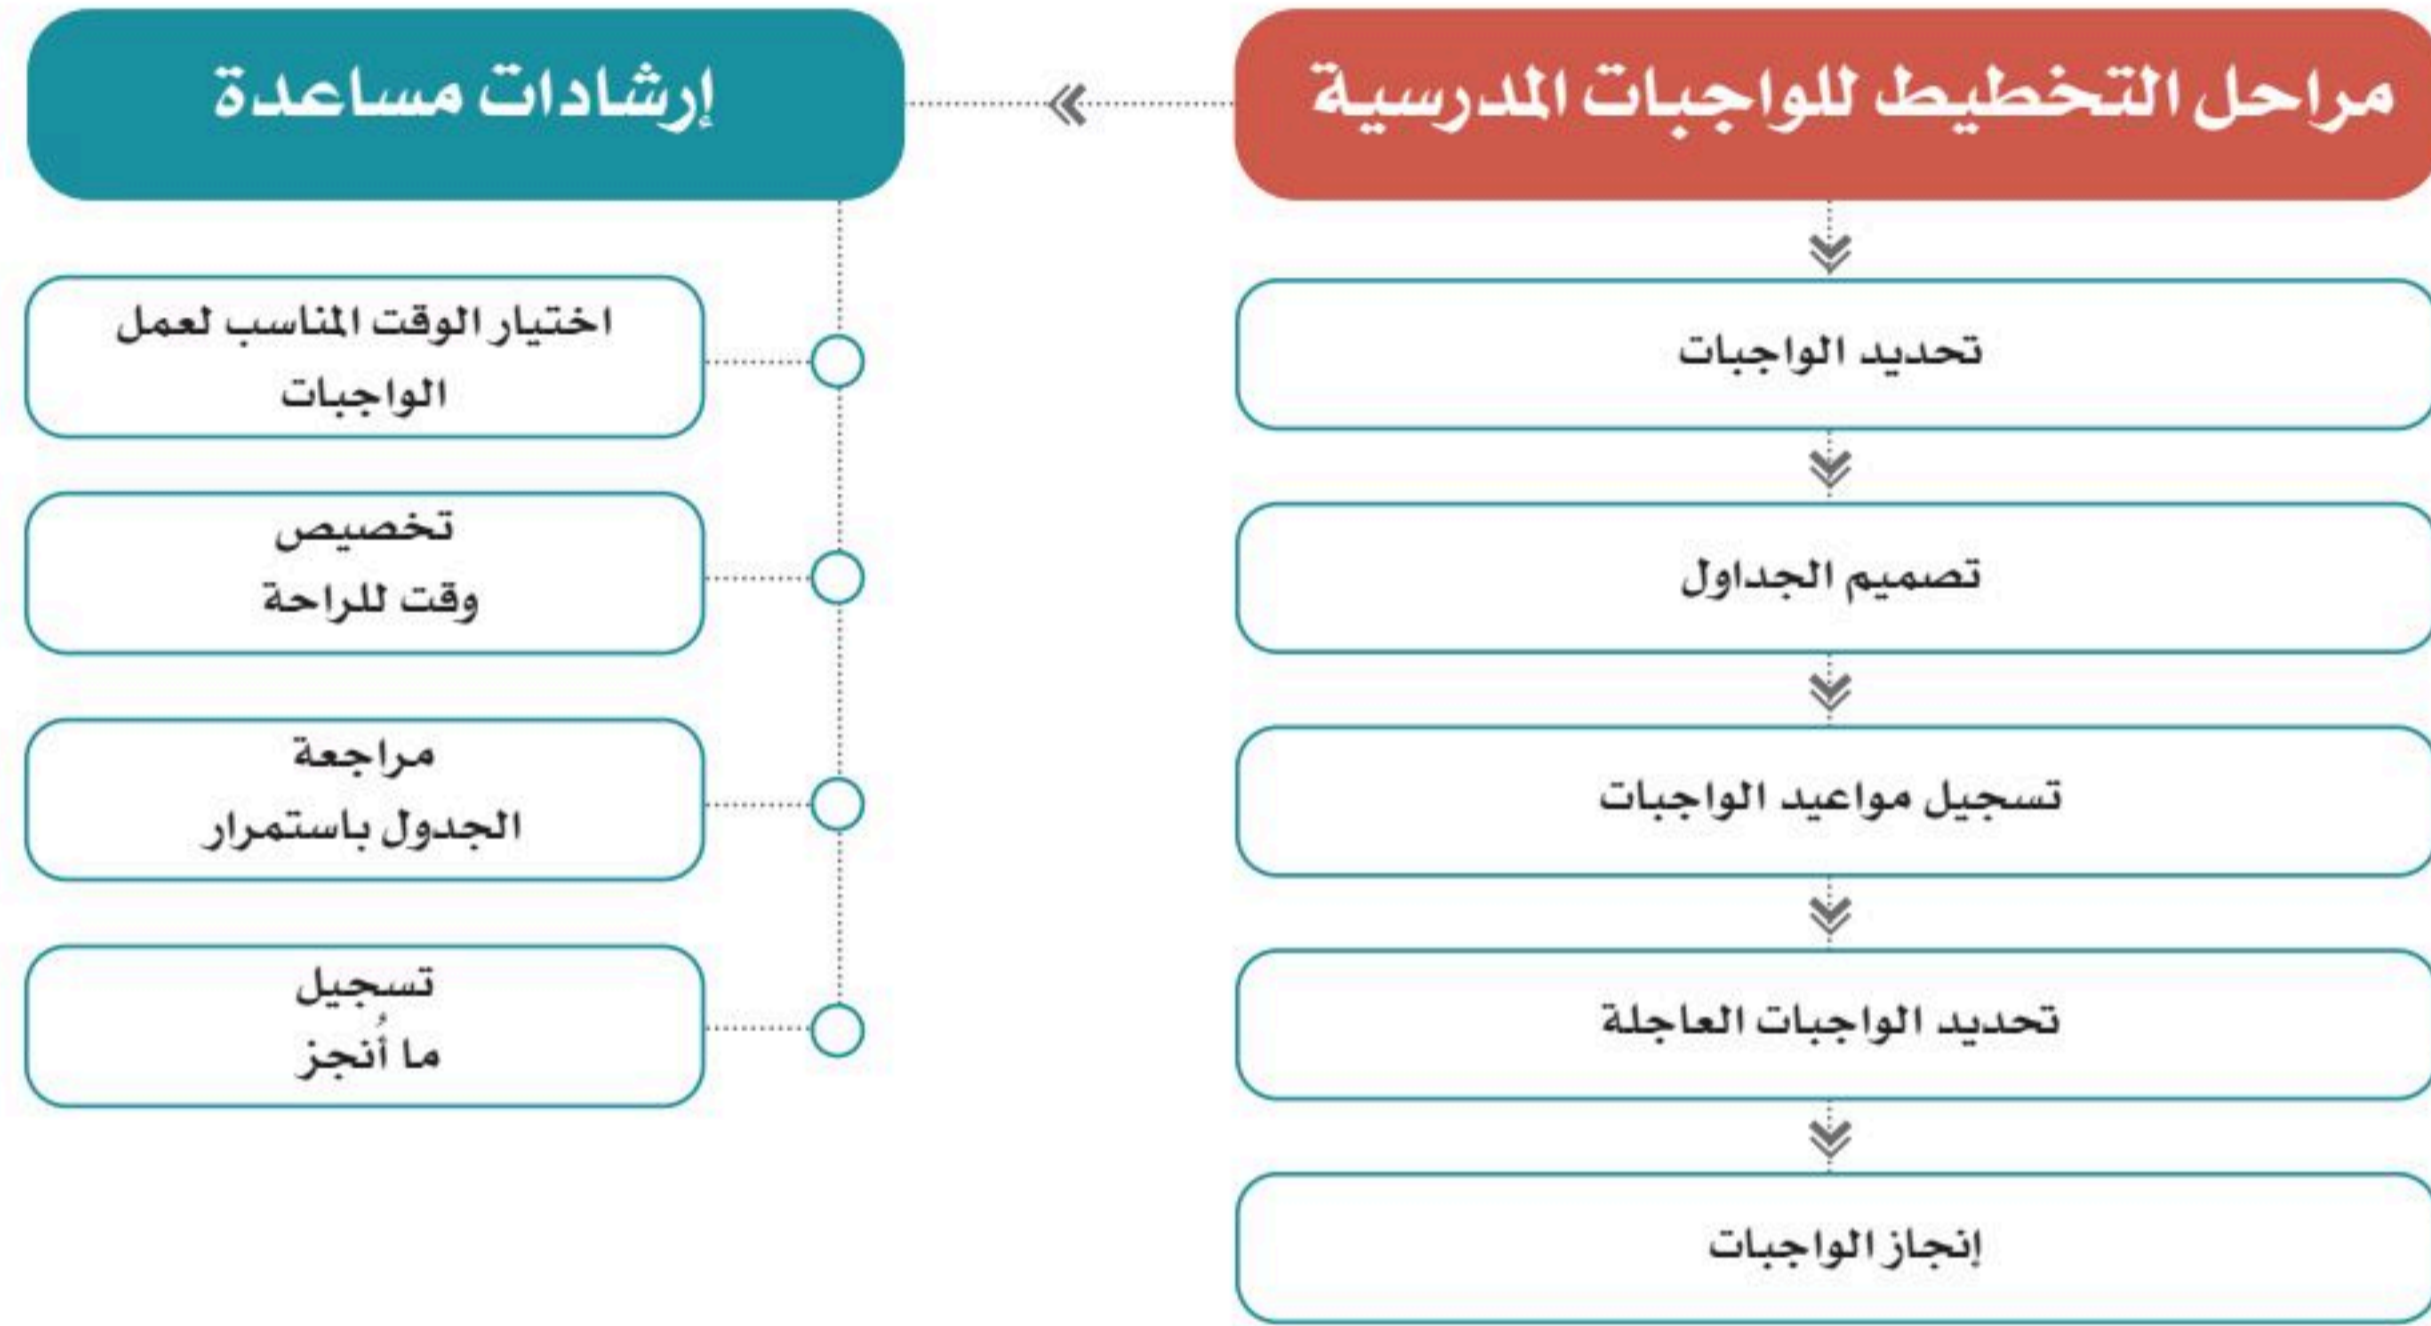 مراحل التخطيط للواجبات المدرسية
تحديد الواجبات
تصميم الجداول
تسجيل مواعيد الواجبات
تحديد الواجبات العاجلة
إنجاز الواجبات
إرشادات مساعدة
اختيار الوقت المناسب لعمل
الواجبات
تخصيص
وقت للراحة
مراجعة
الجدول باستمرار
تسجيل
ما أُنجز